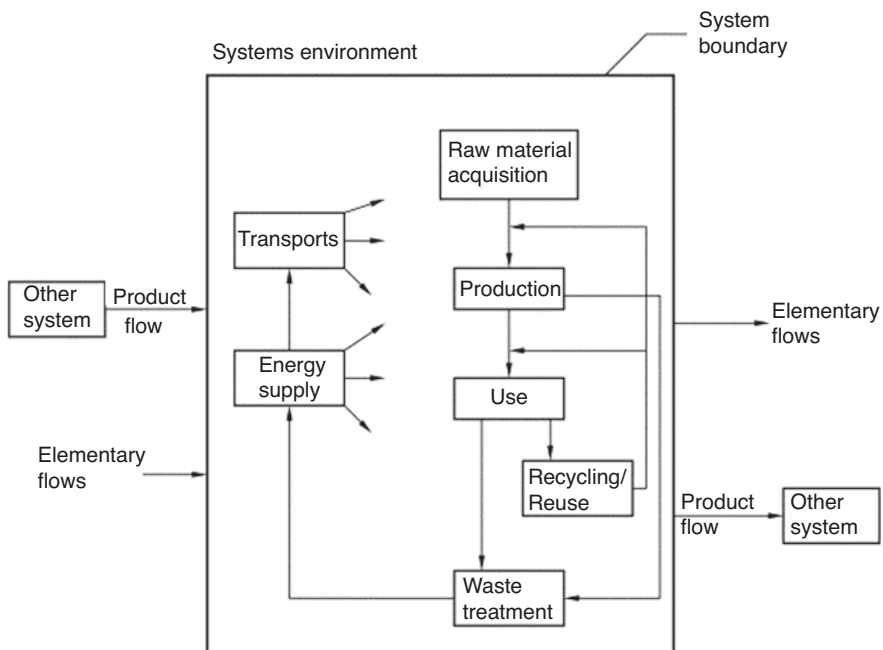 System
boundary
Systems environment
Raw material
acquisition
Transports
Production
Other
system
Product
flow
Elementary
flows
Energy
supply
Use
Elementary
flows
Recycling/
Reuse
Product
flow
Other
system
Waste
treatment